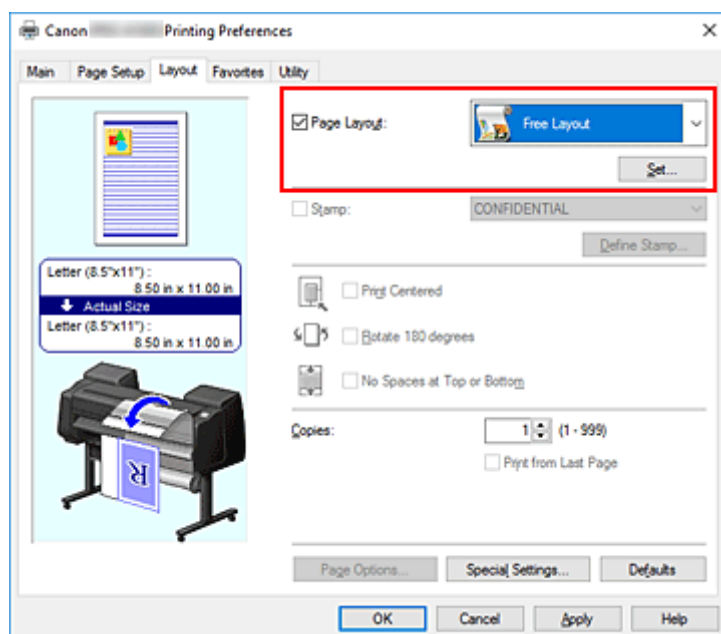 Canon Printing Preferences
Main Page Setup Layout Favorites Utility
Page Layout: Free Layout
Set...
Stamp: CONFIDENTIAL
Define Stamp...
Letter (8.5"x11") :
8.50 in x 11.00 in
Actual Size
Letter (8.5"x11") :
8.50 in x 11.00 in
R
Print Centered
Rotate 180 degrees
No Spaces at Top or Bottom
Copies: 1 (1 - 999)
Print from Last Page
Page Options... Special Settings... Defaults
OK Cancel Apply Help